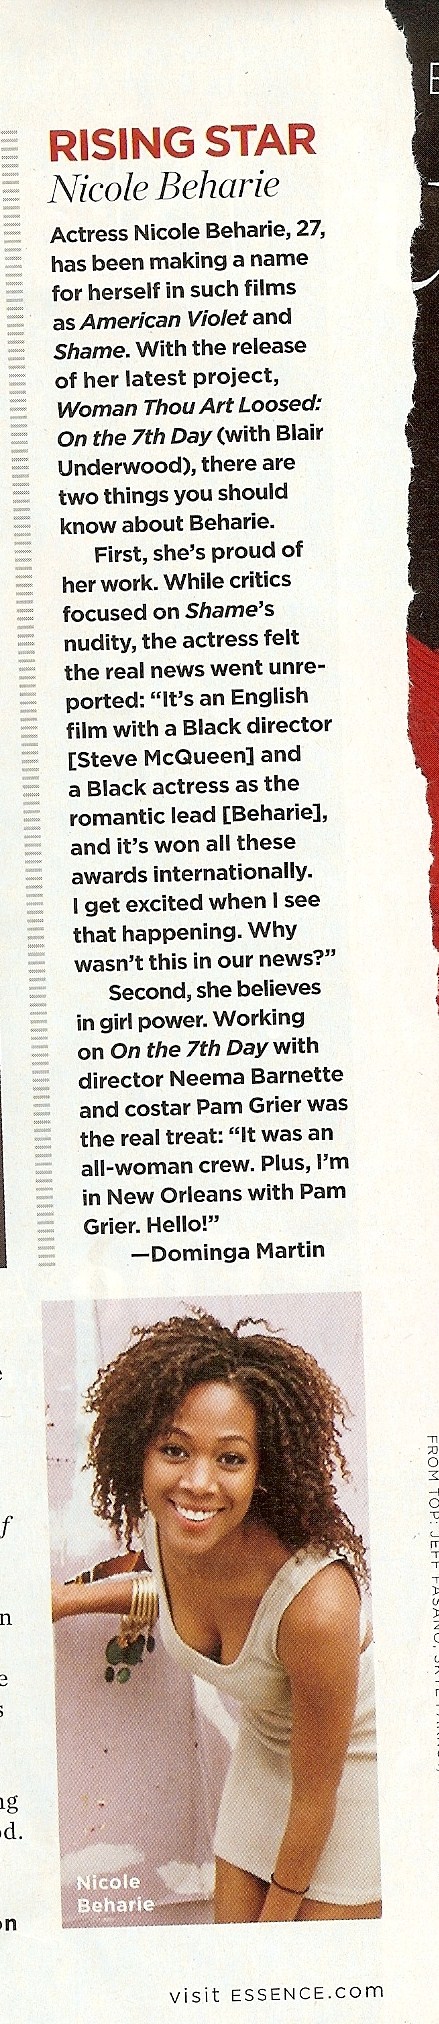 RISING STAR
Nicole Beharie
Actress Nicole Beharie, 27,
has been making a name
for herself in such films
as American Violet and
Shame. With the release
of her latest project,
Woman Thou Art Loosed:
On the 7th Day (with Blair
Underwood), there are
two things you should
know about Beharie.
First, she's proud of
her work. While critics
focused on Shame's
nudity, the actress felt
the real news went unre-
ported: “It's an English
film with a Black director
[Steve McQueen] and
a Black actress as the
romantic lead [Beharie],
and it's won all these
awards internationally.
I get excited when I see
that happening. Why
wasn't this in our news?”
Second, she believes
in girl power. Working
on On the 7th Day with
director Neema Barnette
and costar Pam Grier was
the real treat: “It was an
all-woman crew. Plus, I'm
in New Orleans with Pam
Grier. Hello!”
—Dominga Martin
Nicole
Beharie
visit ESSENCE.com
FROM TOP: JEFF FASANO;